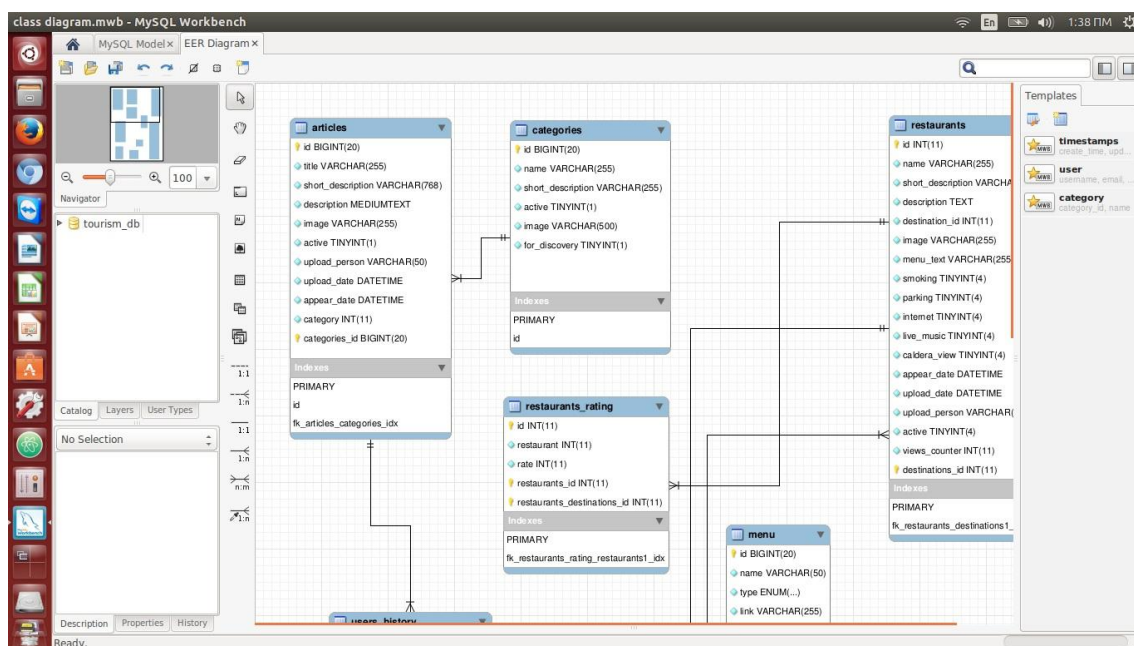 class diagram.mwb - MySQL Workbench
En
1:38 ΠΜ
MySQL Model
EER Diagram
100
Navigator
tourism_db
Catalog
Layers
User Types
No Selection
Description
Properties
History
Ready.
1:1
1:n
1:1
1:n
n:m
1:n
articles
id BIGINT(20)
title VARCHAR(255)
short_description VARCHAR(768)
description MEDIUMTEXT
image VARCHAR(255)
active TINYINT(1)
upload_person VARCHAR(50)
upload_date DATETIME
appear_date DATETIME
category INT(11)
categories_id BIGINT(20)
Indexes
PRIMARY
id
fk_articles_categories_idx
categories
id BIGINT(20)
name VARCHAR(255)
short_description VARCHAR(255)
active TINYINT(1)
image VARCHAR(500)
for_discovery TINYINT(1)
Indexes
PRIMARY
id
restaurants_rating
id INT(11)
restaurant INT(11)
rate INT(11)
restaurants_id INT(11)
restaurants_destinations_id INT(11)
Indexes
PRIMARY
fk_restaurants_rating_restaurants1_idx
users_history
menu
id BIGINT(20)
name VARCHAR(50)
type ENUM(...)
link VARCHAR(255)
restaurants
id INT(11)
name VARCHAR(255)
short_description VARCHA
description TEXT
destination_id INT(11)
image VARCHAR(255)
menu_text VARCHAR(255
smoking TINYINT(4)
parking TINYINT(4)
internet TINYINT(4)
live_music TINYINT(4)
caldera_view TINYINT(4)
appear_date DATETIME
upload_date DATETIME
upload_person VARCHAR(
active TINYINT(4)
views_counter INT(11)
destinations_id INT(11)
Indexes
PRIMARY
fk_restaurants_destinations1_
Templates
timestamps
create_time, upd...
user
username, email, ...
category
category_id, name